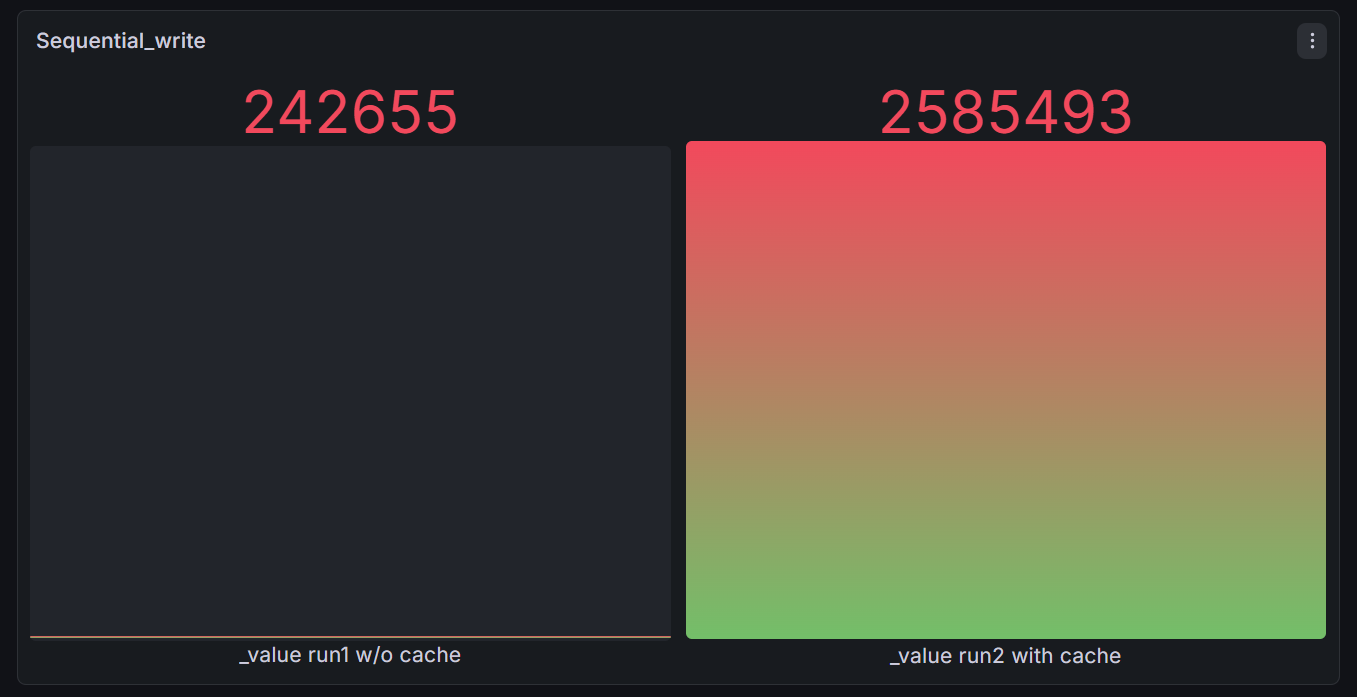 Sequential_write
242655
2585493
_value run1 w/o cache
_value run2 with cache